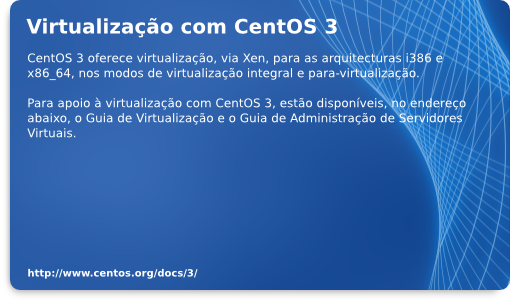 Virtualização com CentOS 3
CentOS 3 oferece virtualização, via Xen, para as arquitecturas i386 e
x86_64, nos modos de virtualização integral e para-virtualização.
Para apoio à virtualização com CentOS 3, estão disponíveis, no endereço
abaixo, o Guia de Virtualização e o Guia de Administração de Servidores
Virtuais.
http://www.centos.org/docs/3/